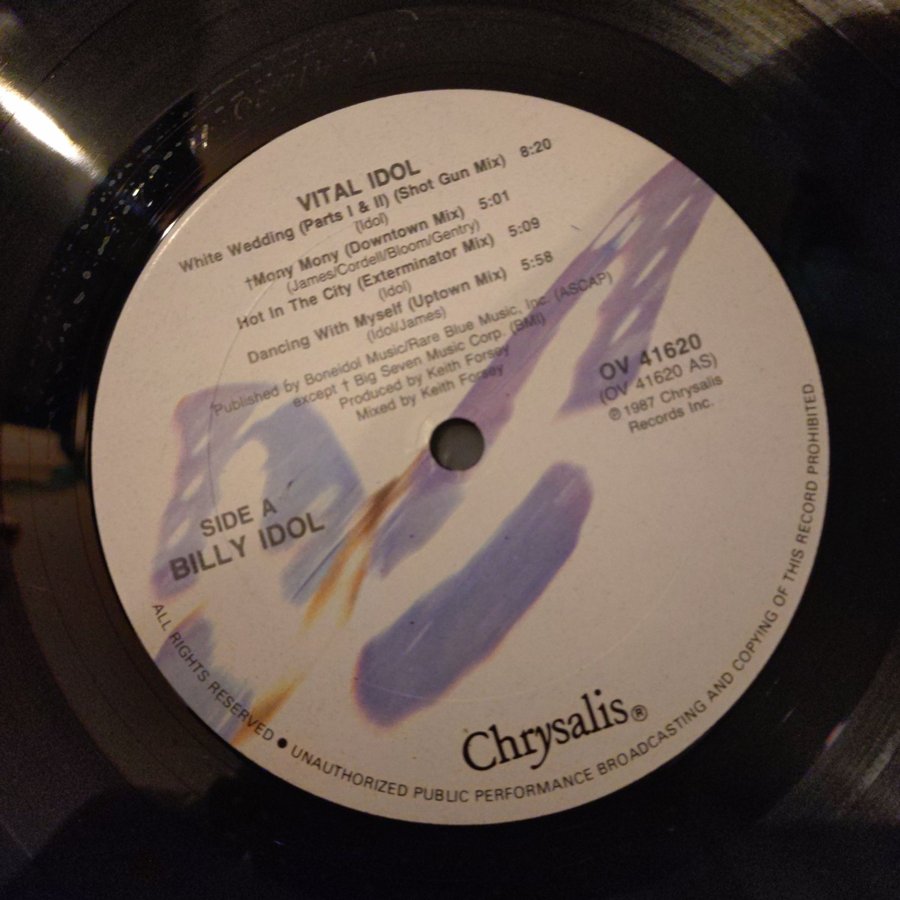 VITAL IDOL
White Wedding (Parts I & II) (Shot Gun Mix) 8:20
(Idol)
†Mony Mony (Downtown Mix) 5:01
(James/Cordell/Bloom/Gentry)
Hot In The City (Exterminator Mix) 5:09
(Idol)
Dancing With Myself (Uptown Mix) 5:58
(Idol/James)
Published by Boneidol Music/Rare Blue Music, Inc. (ASCAP)
except † Big Seven Music Corp. (BMI)
Produced by Keith Forsey
Mixed by Keith Forsey
OV 41620
(OV 41620 AS)
℗1987 Chrysalis
Records Inc.
SIDE A
BILLY IDOL
Chrysalis®
ALL RIGHTS RESERVED ● UNAUTHORIZED PUBLIC PERFORMANCE BROADCASTING AND COPYING OF THIS RECORD PROHIBITED